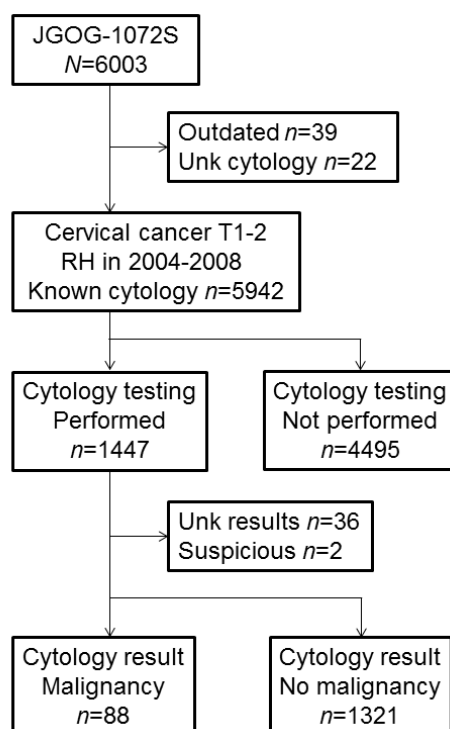 JGOG-1072S
N=6003
Outdated n=39
Unk cytology n=22
Cervical cancer T1-2
RH in 2004-2008
Known cytology n=5942
Cytology testing
Performed
n=1447
Cytology testing
Not performed
n=4495
Unk results n=36
Suspicious n=2
Cytology result
Malignancy
n=88
Cytology result
No malignancy
n=1321